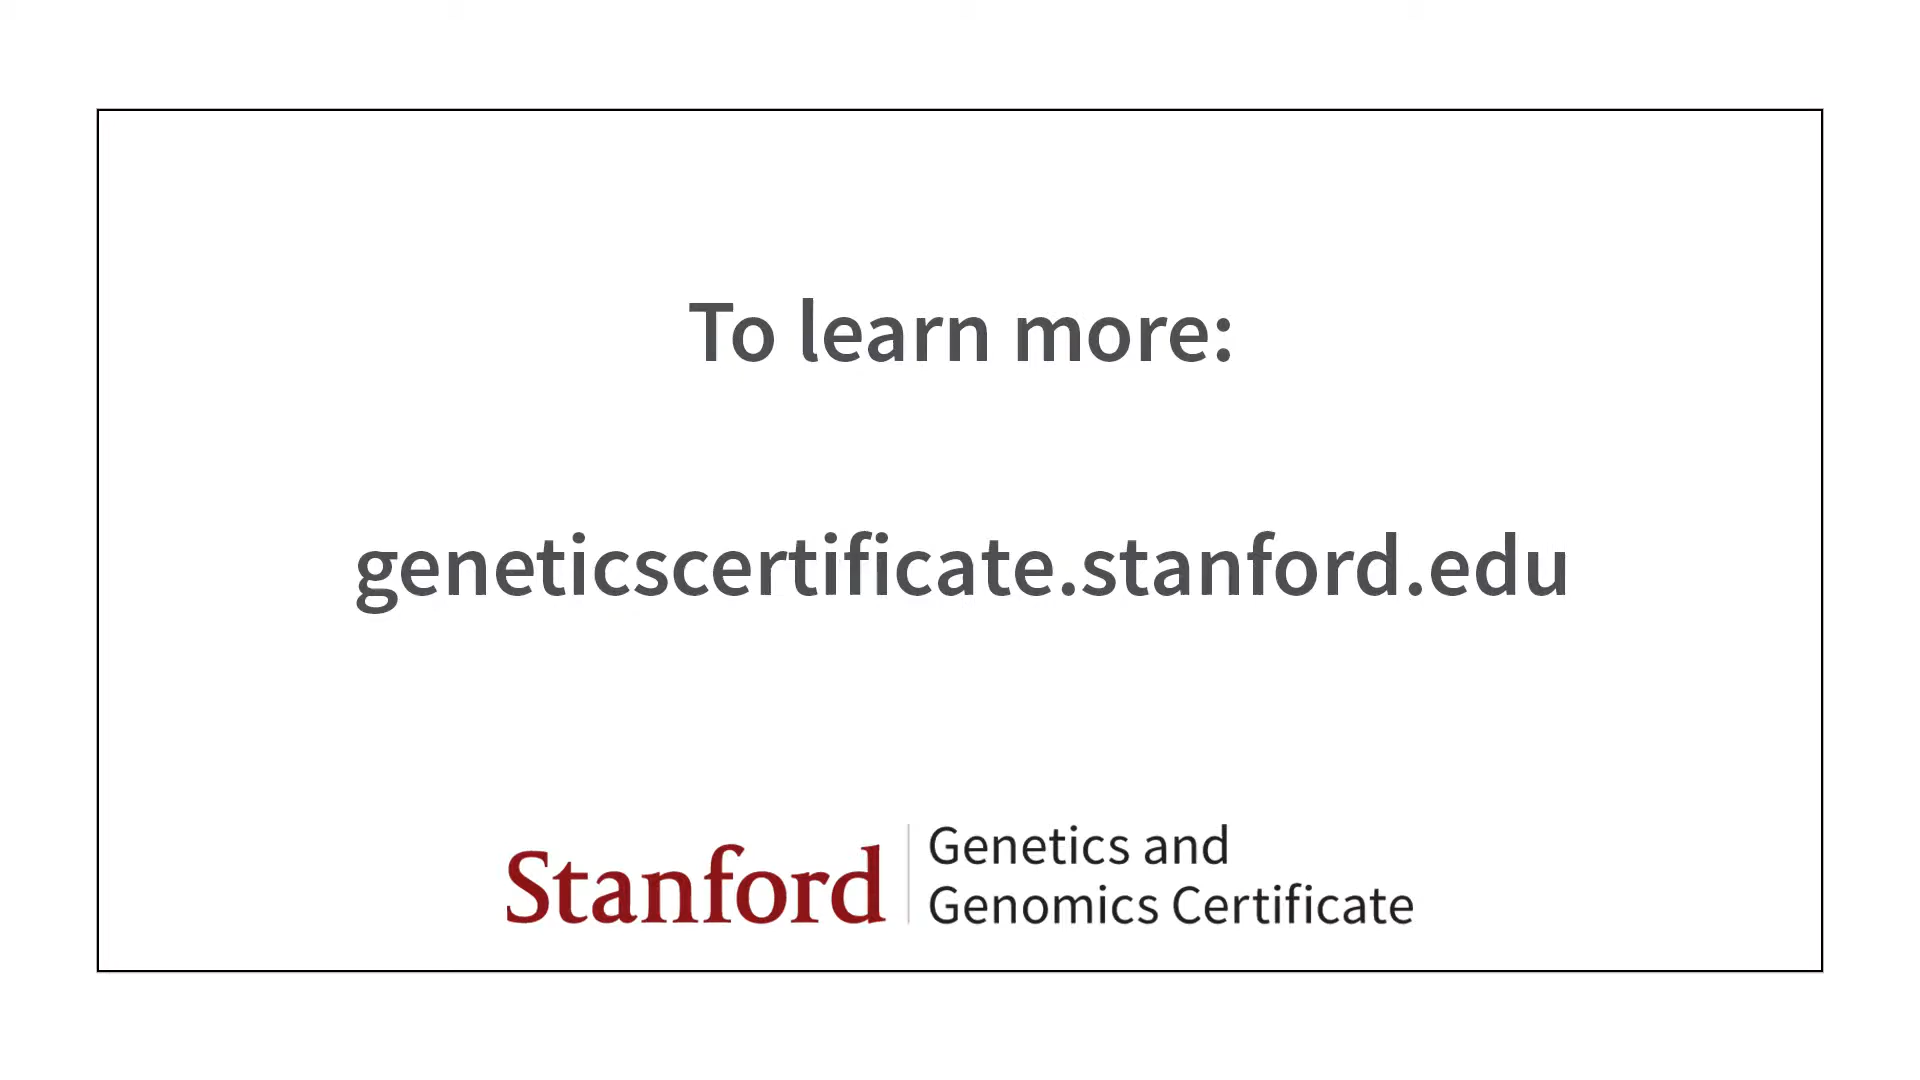 To learn more:
geneticscertificate.stanford.edu
Stanford
Genetics and
Genomics Certificate